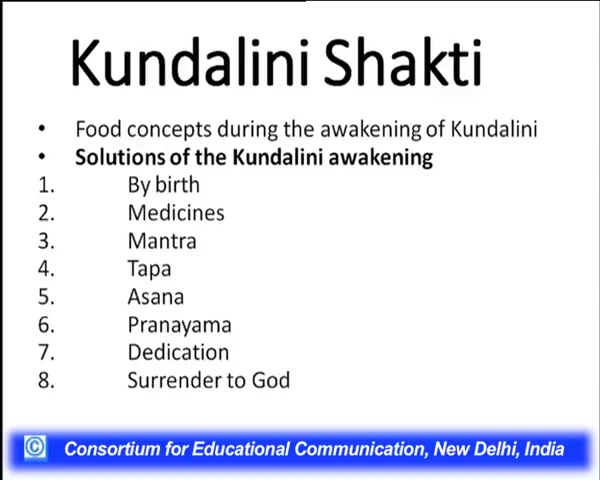 Kundalini Shakti
• Food concepts during the awakening of Kundalini
• Solutions of the Kundalini awakening
1. By birth
2. Medicines
3. Mantra
4. Tapa
5. Asana
6. Pranayama
7. Dedication
8. Surrender to God
© Consortium for Educational Communication, New Delhi, India